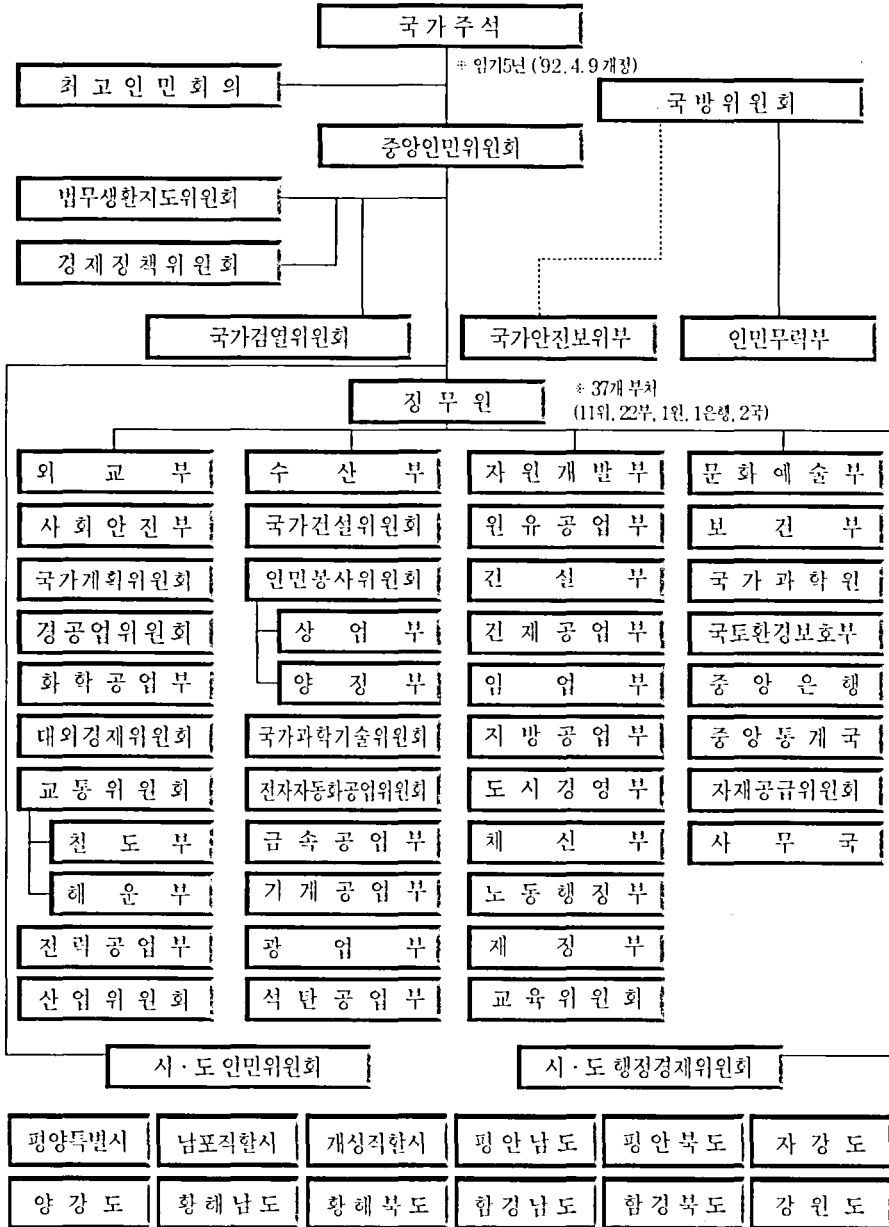 국가주석
※ 임기5년 ('92. 4. 9 개정)
최고인민회의
국방위원회
중앙인민위원회
법무생활지도위원회
경제정책위원회
국가검열위원회
국가안전보위부
인민무력부
정무원
※ 37개 부처
(11위, 22부, 1원, 1은행, 2국)
외교부
수산부
자원개발부
문화예술부
사회안전부
국가건설위원회
원유공업부
보건부
국가계획위원회
인민봉사위원회
건설부
국가과학원
경공업위원회
상업부
건재공업부
국토환경보호부
화학공업부
양정부
임업부
중앙은행
대외경제위원회
국가과학기술위원회
지방공업부
중앙통계국
교통위원회
전자자동화공업위원회
도시경영부
자재공급위원회
철도부
금속공업부
체신부
사무국
해운부
기계공업부
노동행정부
전력공업부
광업부
재정부
산업위원회
석탄공업부
교육위원회
시·도 인민위원회
시·도 행정경제위원회
평양특별시
남포직할시
개성직할시
평안남도
평안북도
자강도
양강도
황해남도
황해북도
함경남도
함경북도
강원도